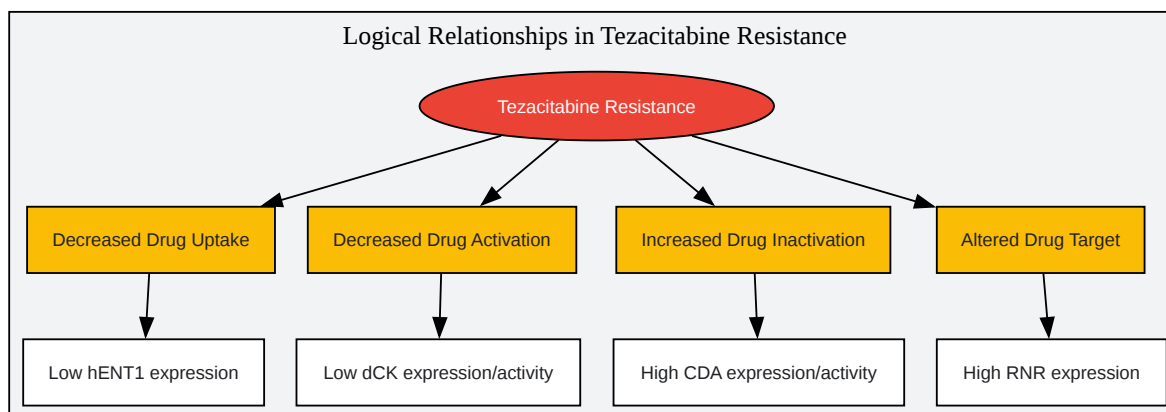 Logical Relationships in Tezacitabine Resistance
Tezacitabine Resistance
Decreased Drug Uptake
Decreased Drug Activation
Increased Drug Inactivation
Altered Drug Target
Low hENT1 expression
Low dCK expression/activity
High CDA expression/activity
High RNR expression